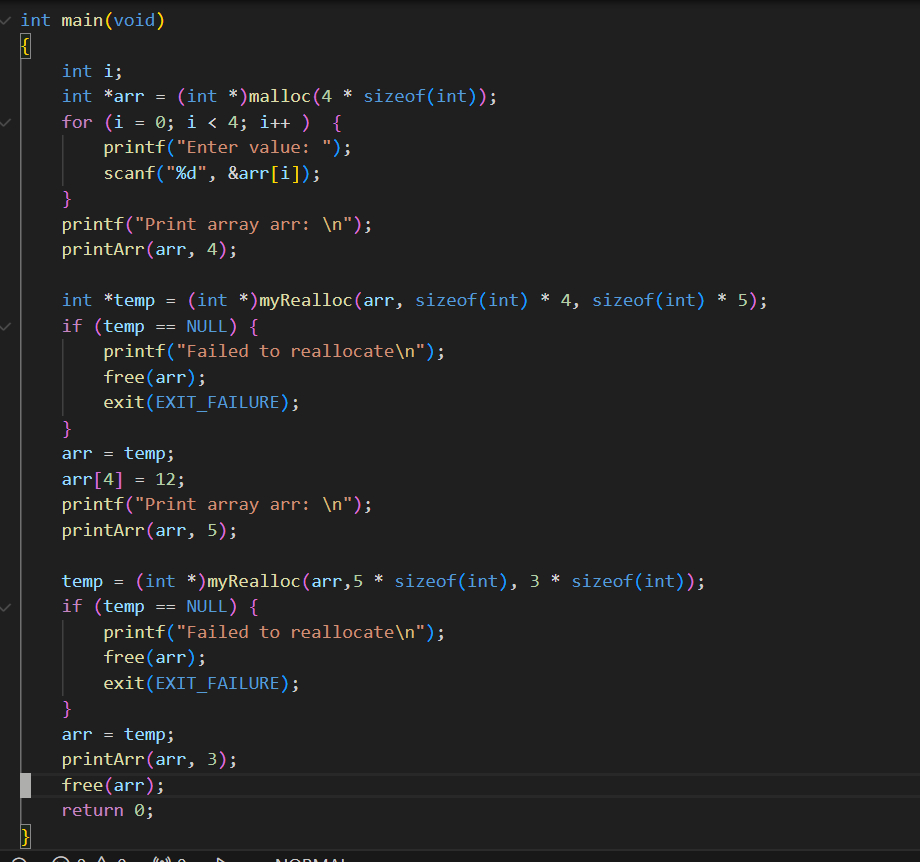 int main(void)
{
    int i;
    int *arr = (int *)malloc(4 * sizeof(int));
    for (i = 0; i < 4; i++ )  {
        printf("Enter value: ");
        scanf("%d", &arr[i]);
    }
    printf("Print array arr: \n");
    printArr(arr, 4);

    int *temp = (int *)myRealloc(arr, sizeof(int) * 4, sizeof(int) * 5);
    if (temp == NULL) {
        printf("Failed to reallocate\n");
        free(arr);
        exit(EXIT_FAILURE);
    }
    arr = temp;
    arr[4] = 12;
    printf("Print array arr: \n");
    printArr(arr, 5);

    temp = (int *)myRealloc(arr,5 * sizeof(int), 3 * sizeof(int));
    if (temp == NULL) {
        printf("Failed to reallocate\n");
        free(arr);
        exit(EXIT_FAILURE);
    }
    arr = temp;
    printArr(arr, 3);
    free(arr);
    return 0;
}